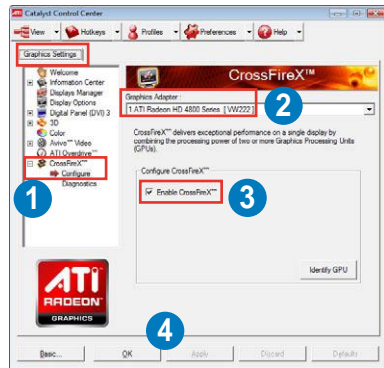 Catalyst Control Center
View Hotkeys Profiles Preferences Help
Graphics Settings
Welcome
Information Center
Displays Manager
Display Options
Digital Panel (DVI) 3
3D
Color
Avivo™ Video
ATI Overdrive™
CrossFireX™
Configure
Diagnostics
CrossFireX™
Graphics Adapter:
1.ATI Radeon HD 4800 Series [ VW222 ]
CrossFireX™ delivers exceptional performance on a single display by
combining the processing power of two or more Graphics Processing Units
(GPUs).
Configure CrossFireX™
Enable CrossFireX™
Identify GPU
1
2
3
4
ATI
RADEON
GRAPHICS
Basic... OK Apply Discard Defaults